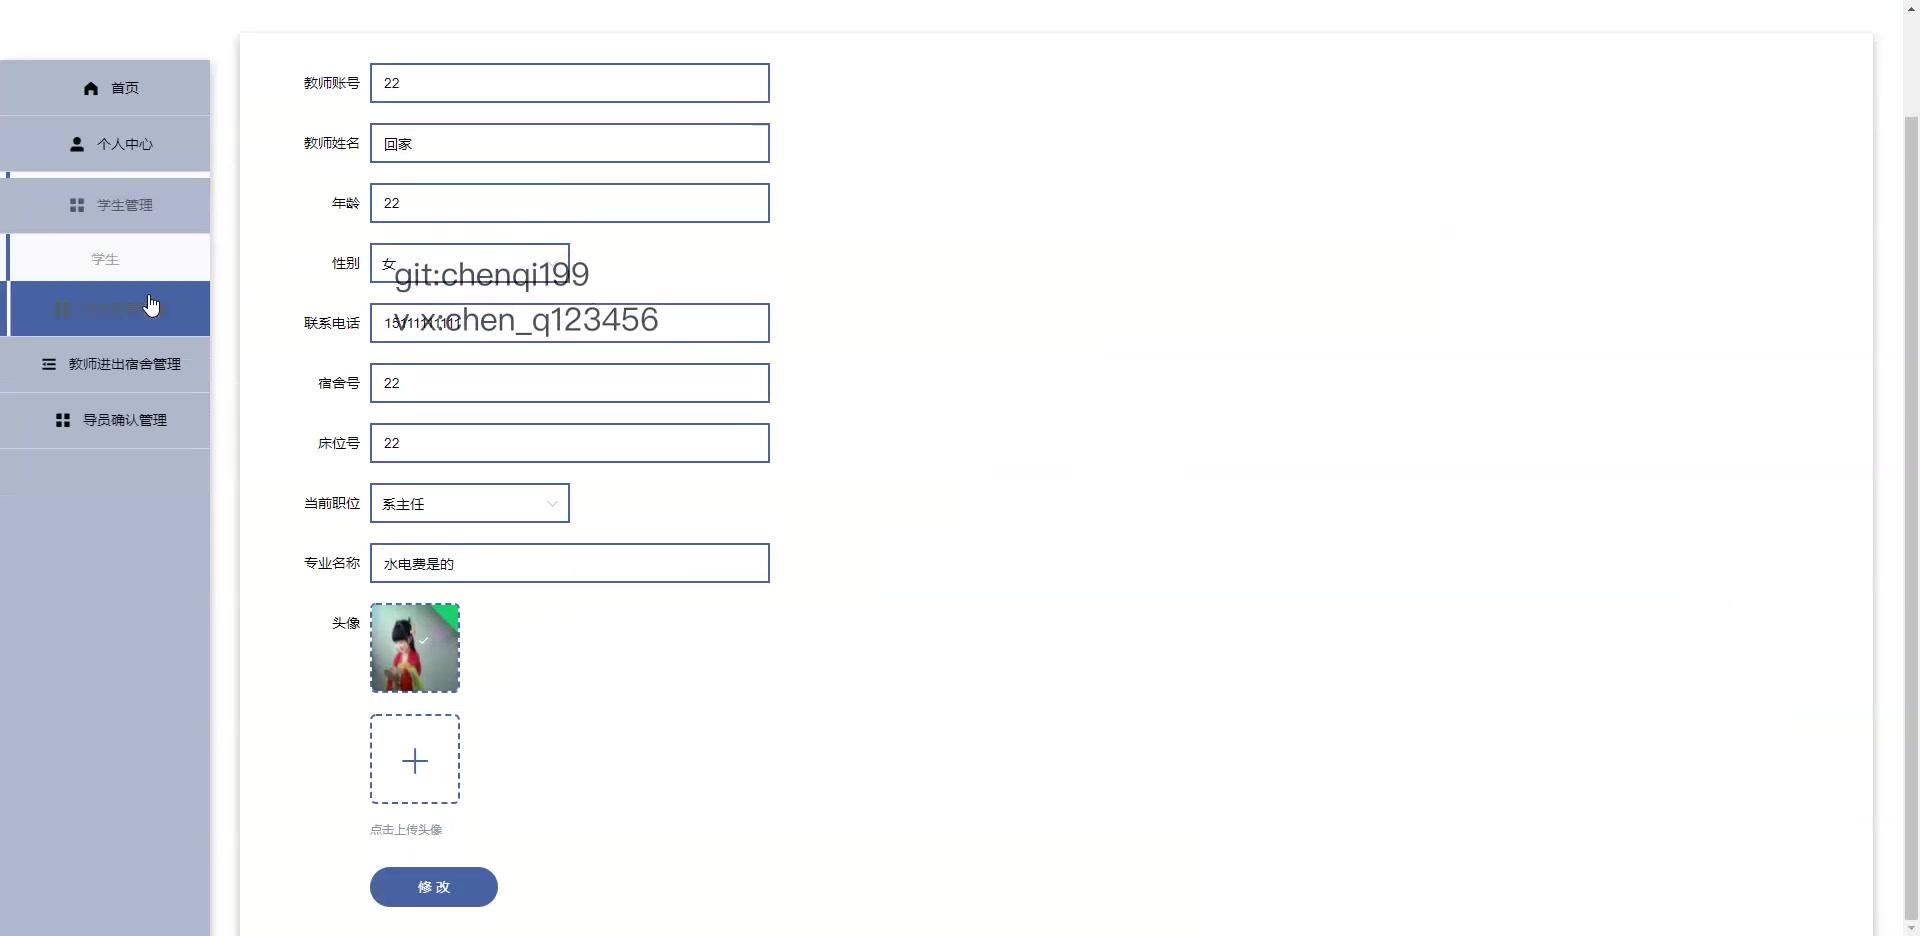 首页
个人中心
学生管理
学生
教师进出宿舍管理
导员确认管理
教师账号 22
教师姓名 回家
年龄 22
性别 女
git:chenqi199
联系电话 15111111111
v x:chen_q123456
宿舍号 22
床位号 22
当前职位 系主任
专业名称 水电费是的
头像
点击上传头像
修 改